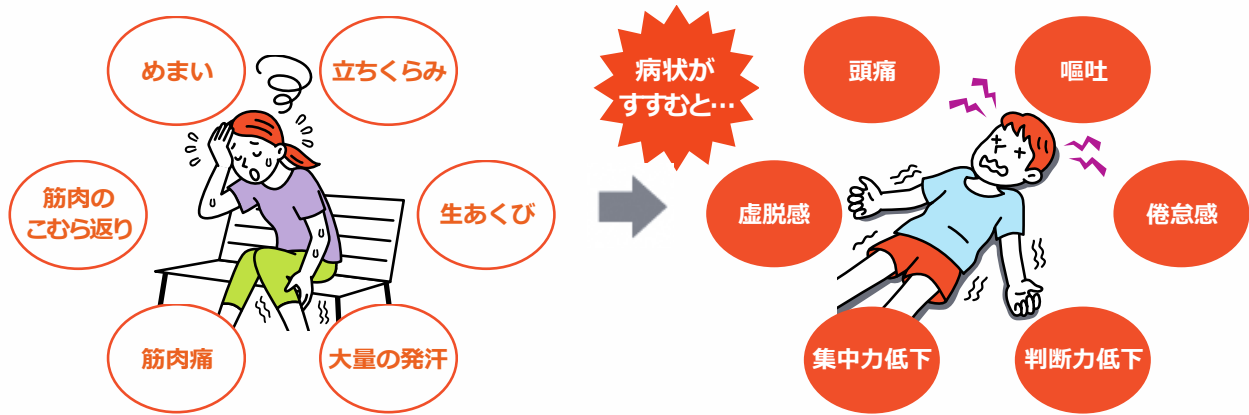 めまい
立ちくらみ
筋肉の
こむら返り
生あくび
筋肉痛
大量の発汗
病状が
すすむと…
頭痛
嘔吐
虚脱感
倦怠感
集中力低下
判断力低下